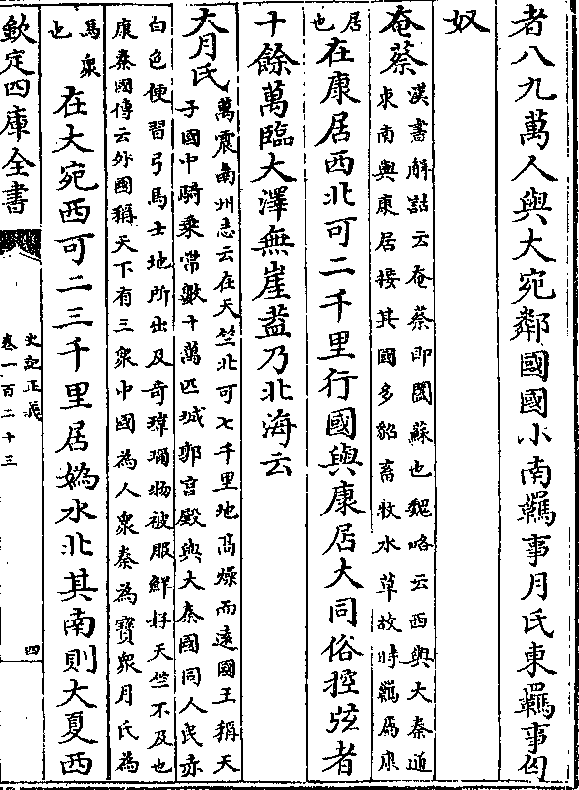 者八九萬人與大宛鄰國國小南羈事月氏東羈事匈
奴
奄蔡
漢書解詁云奄蔡即闔蘇也魏略云西與大秦通
東南與康居接其國多貂畜牧水草故時羈屬康
居
也
在康居西北可二千里行國與康居大同俗控弦者
十餘萬臨大澤無崖蓋乃北海云
大月氏
萬震南州志云在天竺北可七千里地高燥而遠國王稱天
子國中騎乘常數十萬匹城郭宮殿與大秦國同人民赤
白色便習弓馬土地所出及奇瑋珍物被服鮮好天竺不及也
康泰國傳云外國稱天下有三衆中國為人衆秦為寶衆月氏為
馬衆
也
在大宛西可二三千里居媯水北其南則大夏西
欽定四庫全書
史記正義
卷一百二十三
四